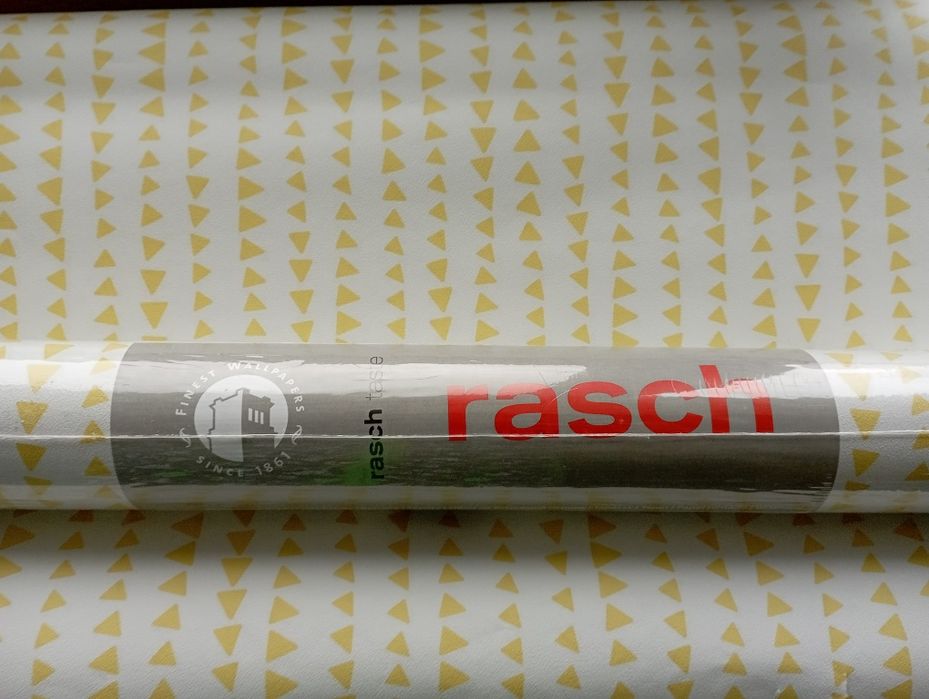 FINEST WALLPAPERS
SINCE 1861
rasch
rasch